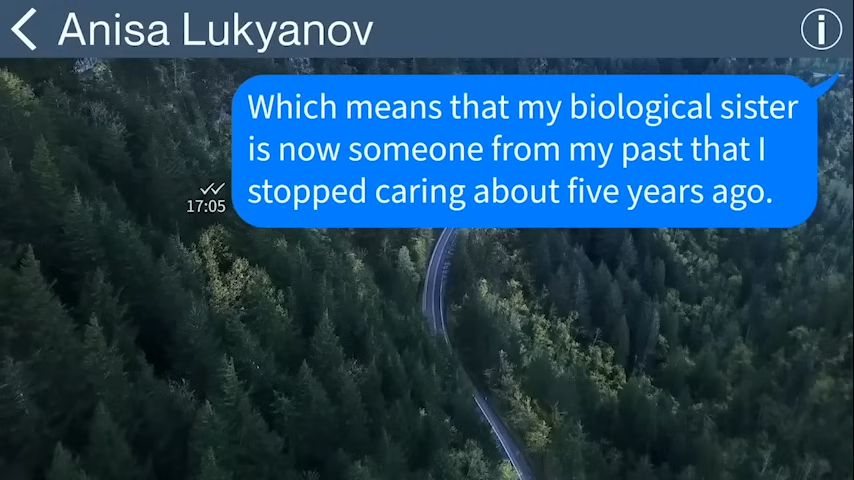 Anisa Lukyanov
Which means that my biological sister
is now someone from my past that I
stopped caring about five years ago.
17:05